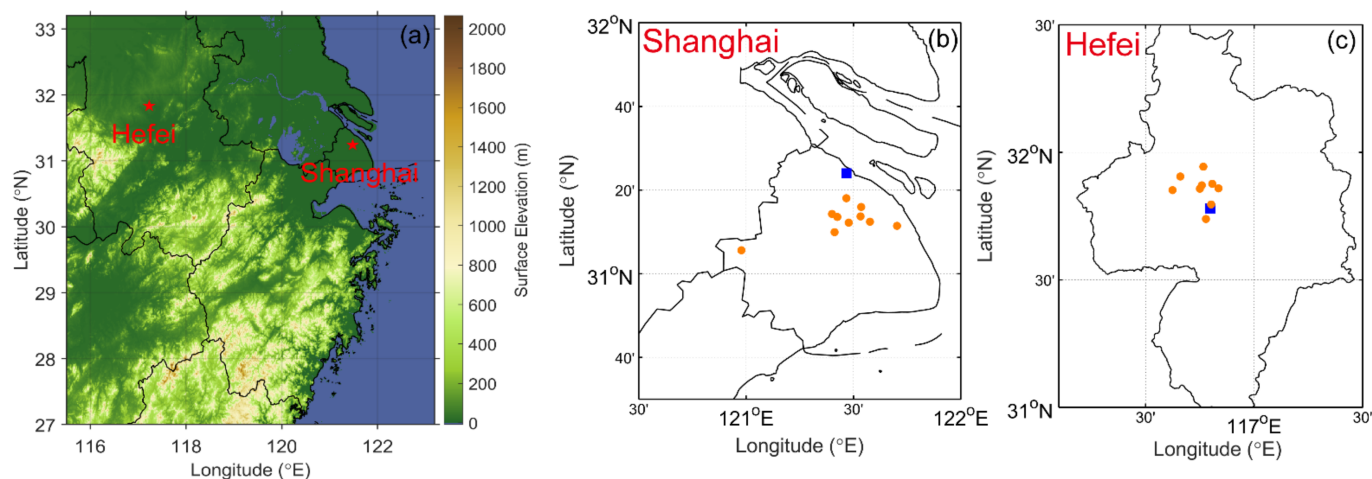 (a)
33
32
31
30
29
28
27
Latitude (°N)
116
118
120
122
Longitude (°E)
Hefei
Shanghai
2000
1800
1600
1400
1200
1000
800
600
400
200
0
Surface Elevation (m)
Shanghai
(b)
32°N
40'
20'
31°N
40'
Latitude (°N)
30'
121°E
30'
122°E
Longitude (°E)
Hefei
(c)
30'
32°N
30'
31°N
Latitude (°N)
30'
117°E
30'
Longitude (°E)